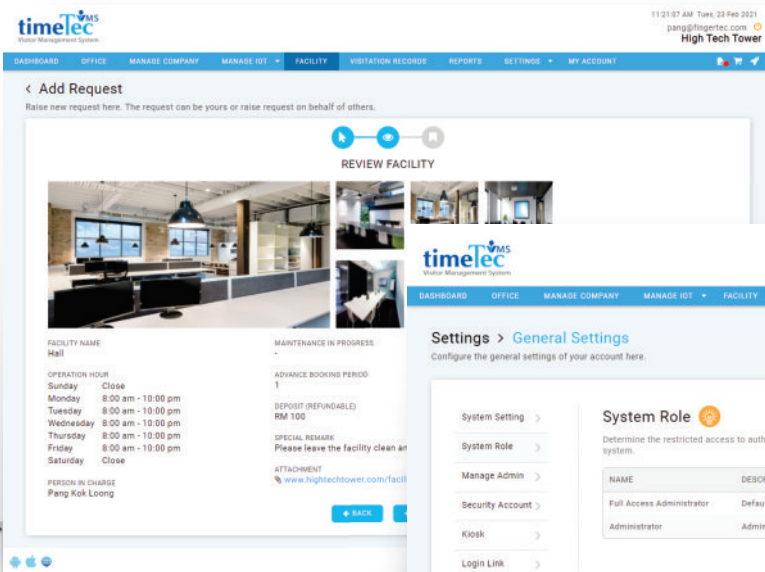 timeTec VMS
Visitor Management System
11:21:07 AM Tues, 23 Feb 2021
pang@fingertec.com
High Tech Tower
DASHBOARD OFFICE MANAGE COMPANY MANAGE IOT FACILITY VISITATION RECORDS REPORTS SETTINGS MY ACCOUNT
< Add Request
Raise new request here. The request can be yours or raise request on behalf of others.
REVIEW FACILITY
FACILITY NAME
Hall
OPERATION HOUR
Sunday Close
Monday 8:00 am - 10:00 pm
Tuesday 8:00 am - 10:00 pm
Wednesday 8:00 am - 10:00 pm
Thursday 8:00 am - 10:00 pm
Friday 8:00 am - 10:00 pm
Saturday Close
PERSON IN CHARGE
Pang Kok Loong
MAINTENANCE IN PROGRESS
-
ADVANCE BOOKING PERIOD
1
DEPOSIT (REFUNDABLE)
RM 100
SPECIAL REMARK
Please leave the facility clean an
ATTACHMENT
www.hightechtower.com/facil
BACK
timeTec VMS
Visitor Management System
DASHBOARD OFFICE MANAGE COMPANY MANAGE IOT FACILITY
Settings > General Settings
Configure the general settings of your account here.
System Setting >
System Role >
Manage Admin >
Security Account >
Kiosk >
Login Link >
System Role
Determine the restricted access to auth
system.
NAME DESCR
Full Access Administrator Defau
Administrator Admin